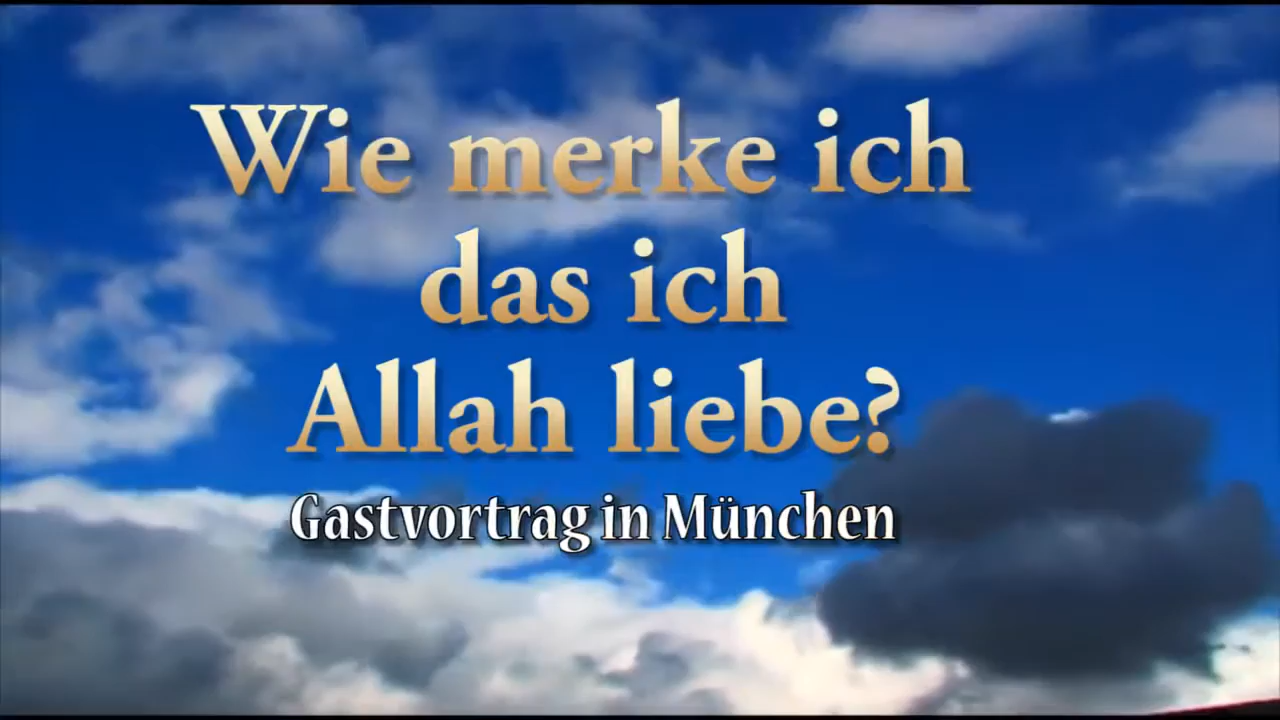 Wie merke ich
das ich
Allah liebe?
Gastvortrag in München